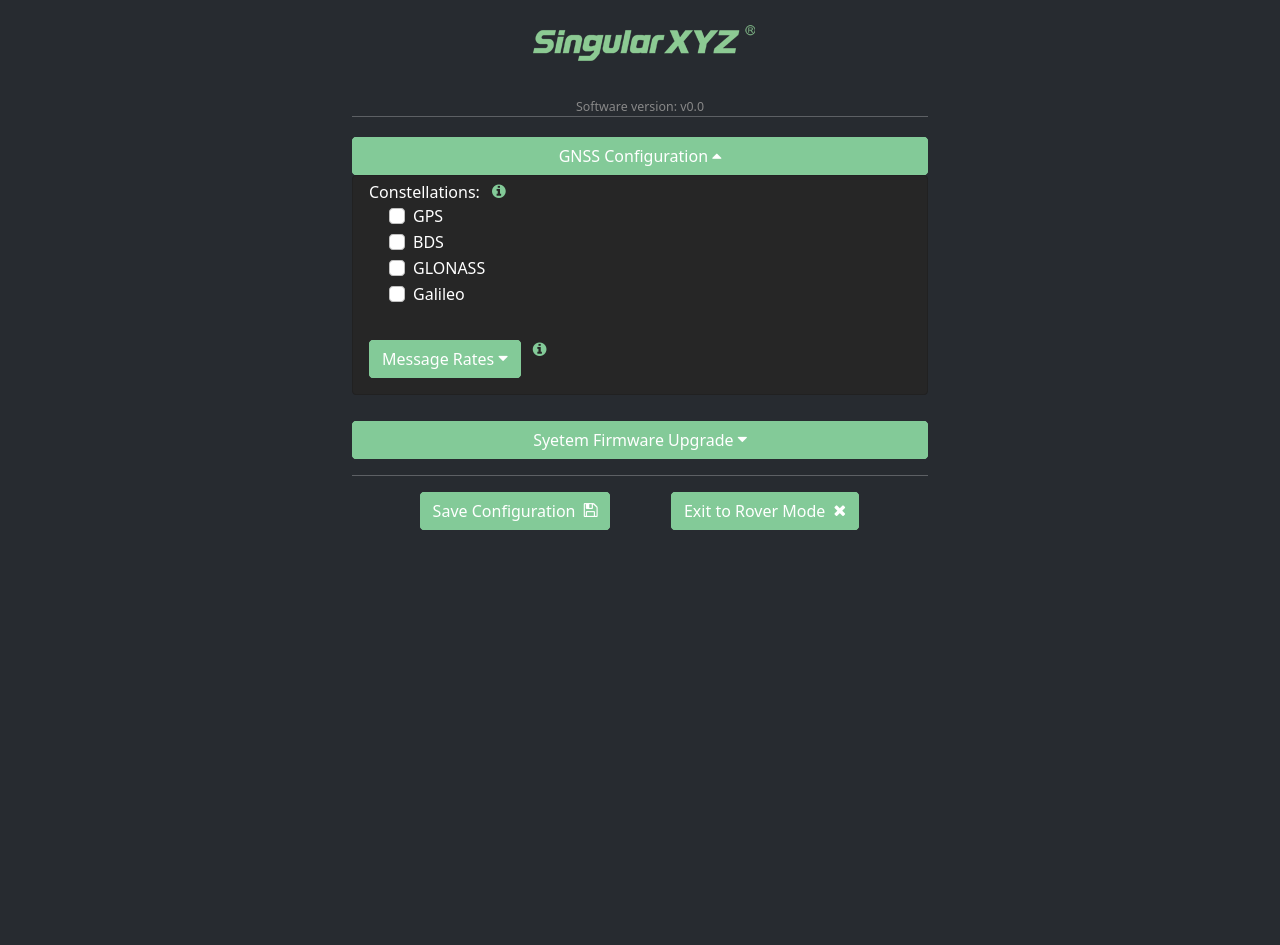 SingularXYZ ®
Software version: v0.0
GNSS Configuration
Constellations:
GPS
BDS
GLONASS
Galileo
Message Rates
Syetem Firmware Upgrade
Save Configuration
Exit to Rover Mode